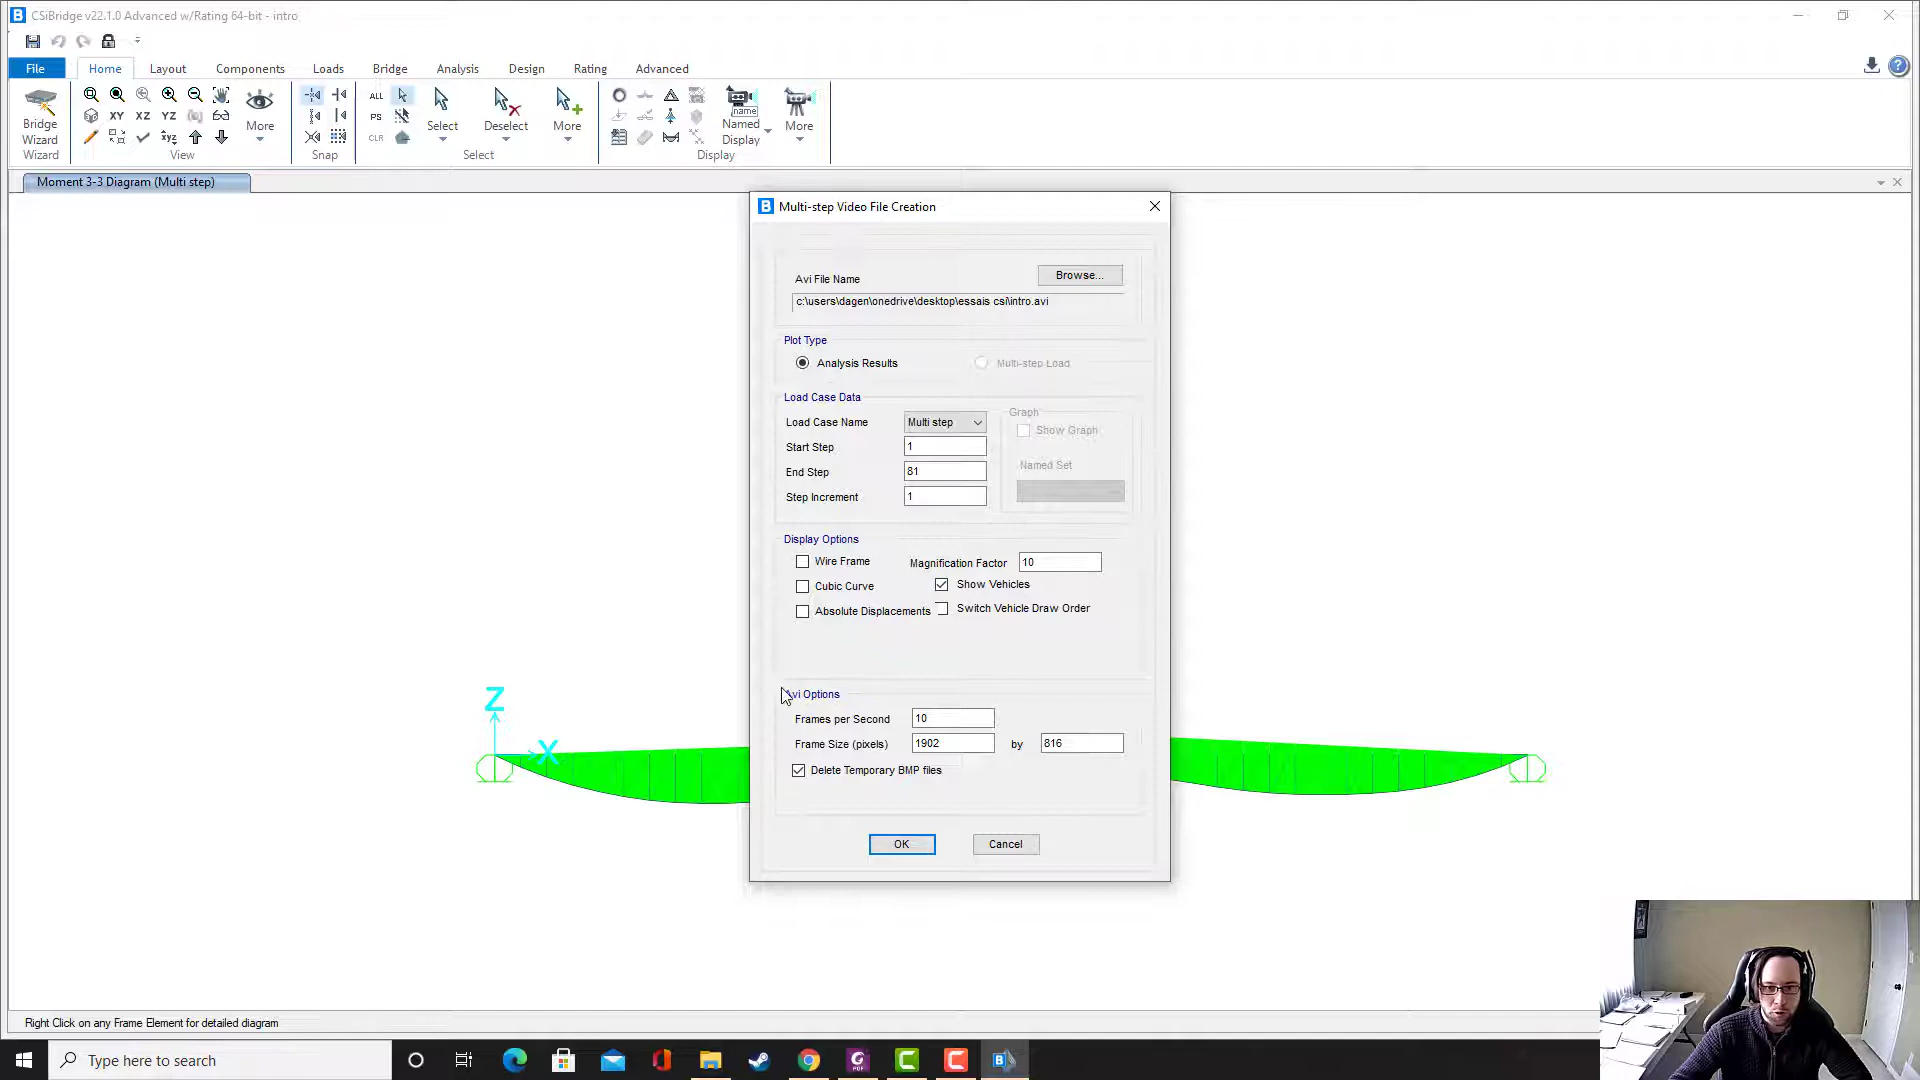 CSiBridge v22.1.0 Advanced w/Rating 64-bit - intro
File Home Layout Components Loads Bridge Analysis Design Rating Advanced
Bridge
Wizard
Wizard
XY XZ YZ
xyz
More
View
Snap
ALL
PS
CLR
Select
Deselect
More
Select
name
Named
Display
More
Display
Moment 3-3 Diagram (Multi step)
Multi-step Video File Creation
Avi File Name
Browse...
c:\users\dagen\onedrive\desktop\essais csi\intro.avi
Plot Type
Analysis Results Multi-step Load
Load Case Data
Load Case Name Multi step
Start Step 1
End Step 81
Step Increment 1
Graph
Show Graph
Named Set
Display Options
Wire Frame Magnification Factor 10
Cubic Curve Show Vehicles
Absolute Displacements Switch Vehicle Draw Order
Avi Options
Frames per Second 10
Frame Size (pixels) 1902 by 816
Delete Temporary BMP files
OK Cancel
Z
X
Right Click on any Frame Element for detailed diagram
Type here to search
PDF